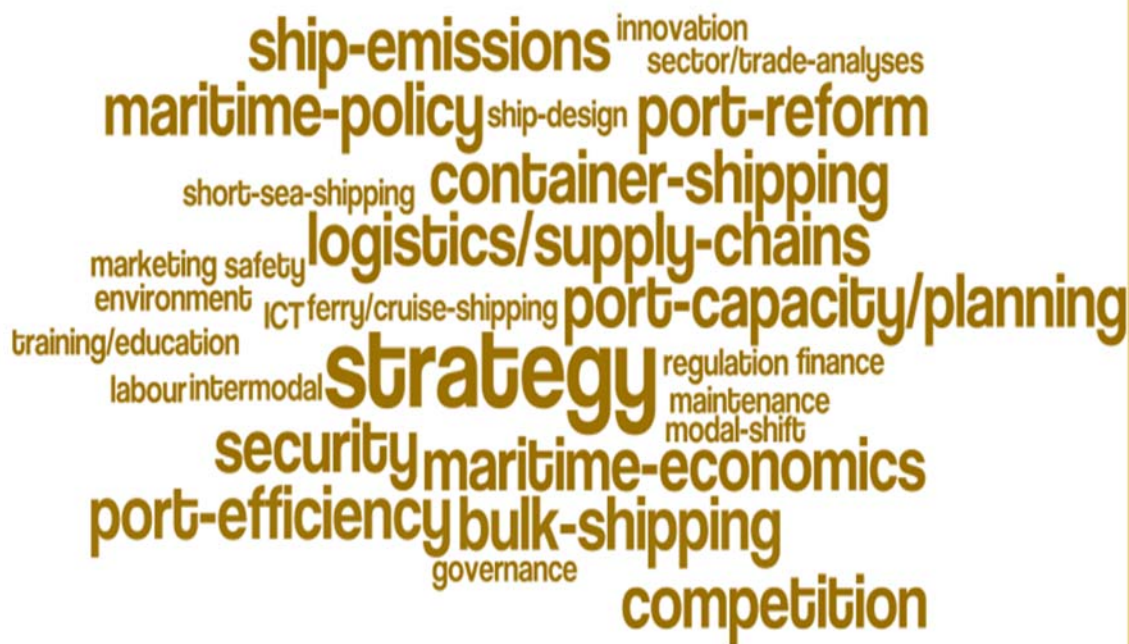 ship-emissions innovation
sector/trade-analyses
maritime-policy ship-design port-reform
short-sea-shipping container-shipping
logistics/supply-chains
marketing safety
environment ICT ferry/cruise-shipping port-capacity/planning
training/education
strategy regulation finance
labour intermodal
maintenance
modal-shift
security maritime-economics
port-efficiency bulk-shipping
governance
competition